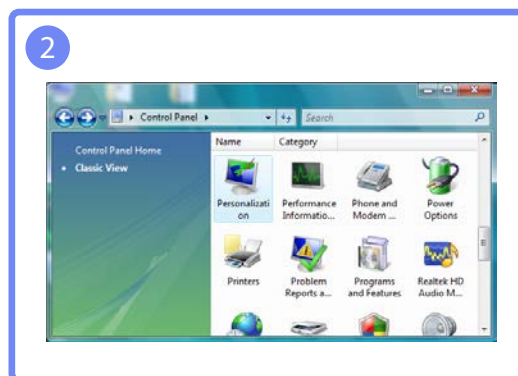 2
Control Panel
Search
Control Panel Home
Classic View
Name Category
Personalizati
on
Performance
Informatio...
Phone and
Modem ...
Power
Options
Printers
Problem
Reports a...
Programs
and Features
Realtek HD
Audio M...